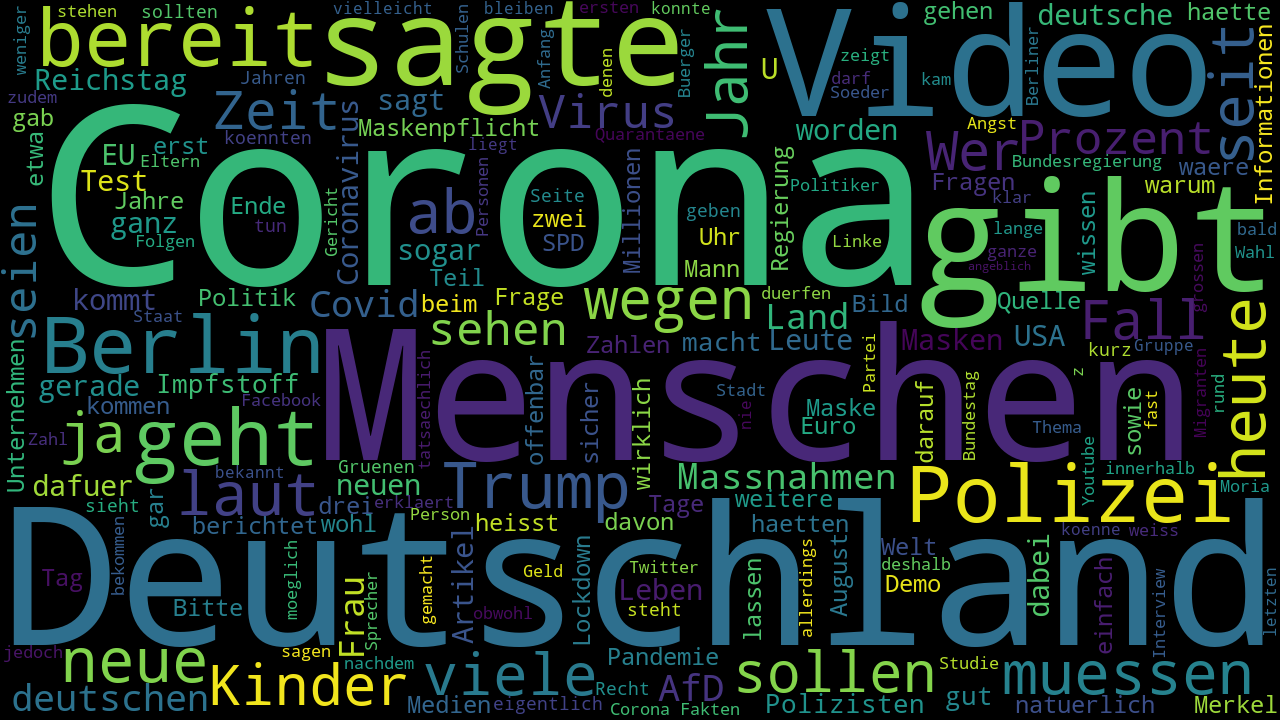 weniger
stehen
sollten
bereit
sagte
vielleicht
bleiben
ersten
konnte
Video
gehen
deutsche
haette
Reichstag
Jahren
Schulen
Anfang
denen
Buerger
Jahr
U
zeigt
darf
Soeder
kam
Berliner
seit
Informationen
zudem
gab
etwa
Zeit
sagt
Virus
koennten
Coronavirus
Maskenpflicht
liegt
Quarantaene
worden
Angst
Wer
Prozent
Bundesregierung
waere
EU
Eltern
erst
Test
Jahre
ganz
Folgen
Corona
Ende
tun
Gericht
ab
Personen
Seite
zwei
SPD
Millionen
geben
Uhr
Mann
Regierung
Politiker
Linke
Fragen
klar
lange
ganze
angeblich
wissen
warum
bald
Wahl
gibt
seien
kommt
Staat
Politik
Covid
sogar
Teil
beim
Frage
wegen
duerfen
Land
Bild
Quelle
Fall
grossen
heute
Berlin
sehen
Zahlen
macht
Leute
Masken
USA
kurz
Gruppe
Unternehmen
gerade
Impfstoff
kommen
Facebook
Menschen
tatsaechlich
offenbar
sicher
wirklich
Stadt
nie
Maske
Euro
Partei
darauf
Bundestag
Thema
z
sowie
fast
Migranten
rund
Zahl
ja
geht
bekannt
Gruenen
neuen
Trump
Massnahmen
Polizei
Youtube
innerhalb
Moria
dafuer
sieht
gar
laut
drei
erklaert
berichtet
wohl
Person
heisst
davon
Tage
weitere
haetten
Welt
deshalb
Demo
dabei
koenne
weiss
Deutschland
Tag
bekommen
Bitte
moeglich
Frau
Sprecher
gemacht
Artikel
obwohl
Geld
Lockdown
Twitter
Leben
steht
lassen
allerdings
August
einfach
Interview
letzten
jedoch
neue
sagen
nachdem
Kinder
viele
Pandemie
Recht
AfD
sollen
Studie
muessen
deutschen
Medien
eigentlich
Corona Fakten
Polizisten
gut
natuerlich
Merkel